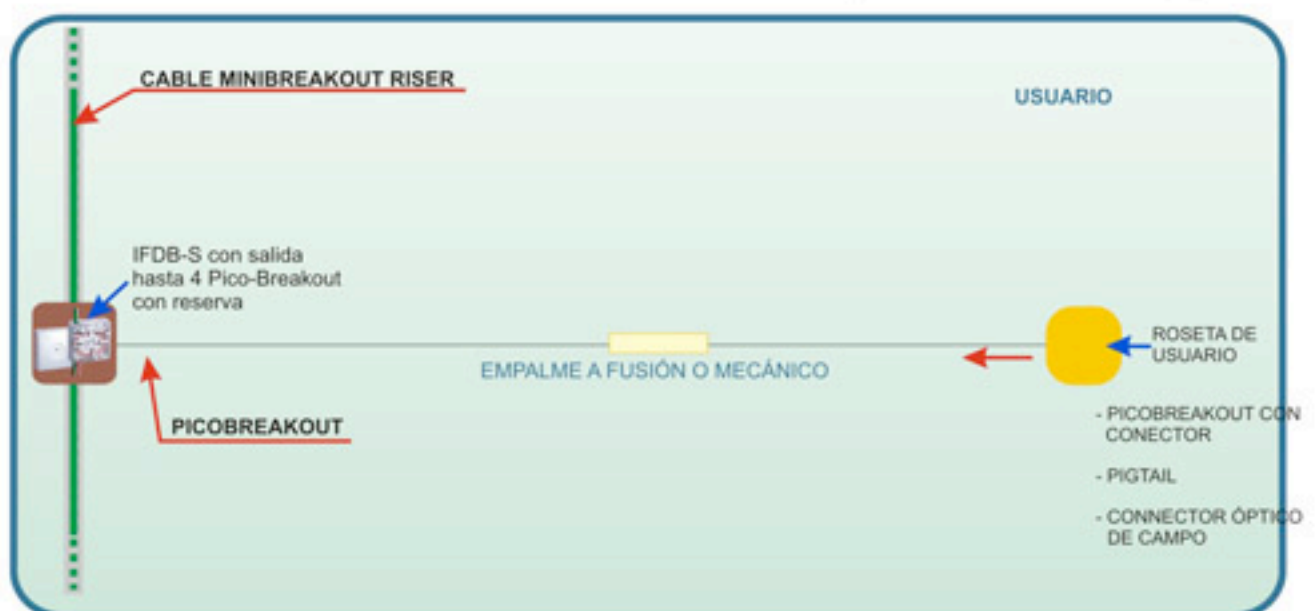 CABLE MINIBREAKOUT RISER
USUARIO
IFDB-S con salida
hasta 4 Pico-Breakout
con reserva
EMPALME A FUSIÓN O MECÁNICO
ROSETA DE
USUARIO
PICOBREAKOUT
- PICOBREAKOUT CON
CONECTOR
- PIGTAIL
- CONNECTOR ÓPTICO
DE CAMPO